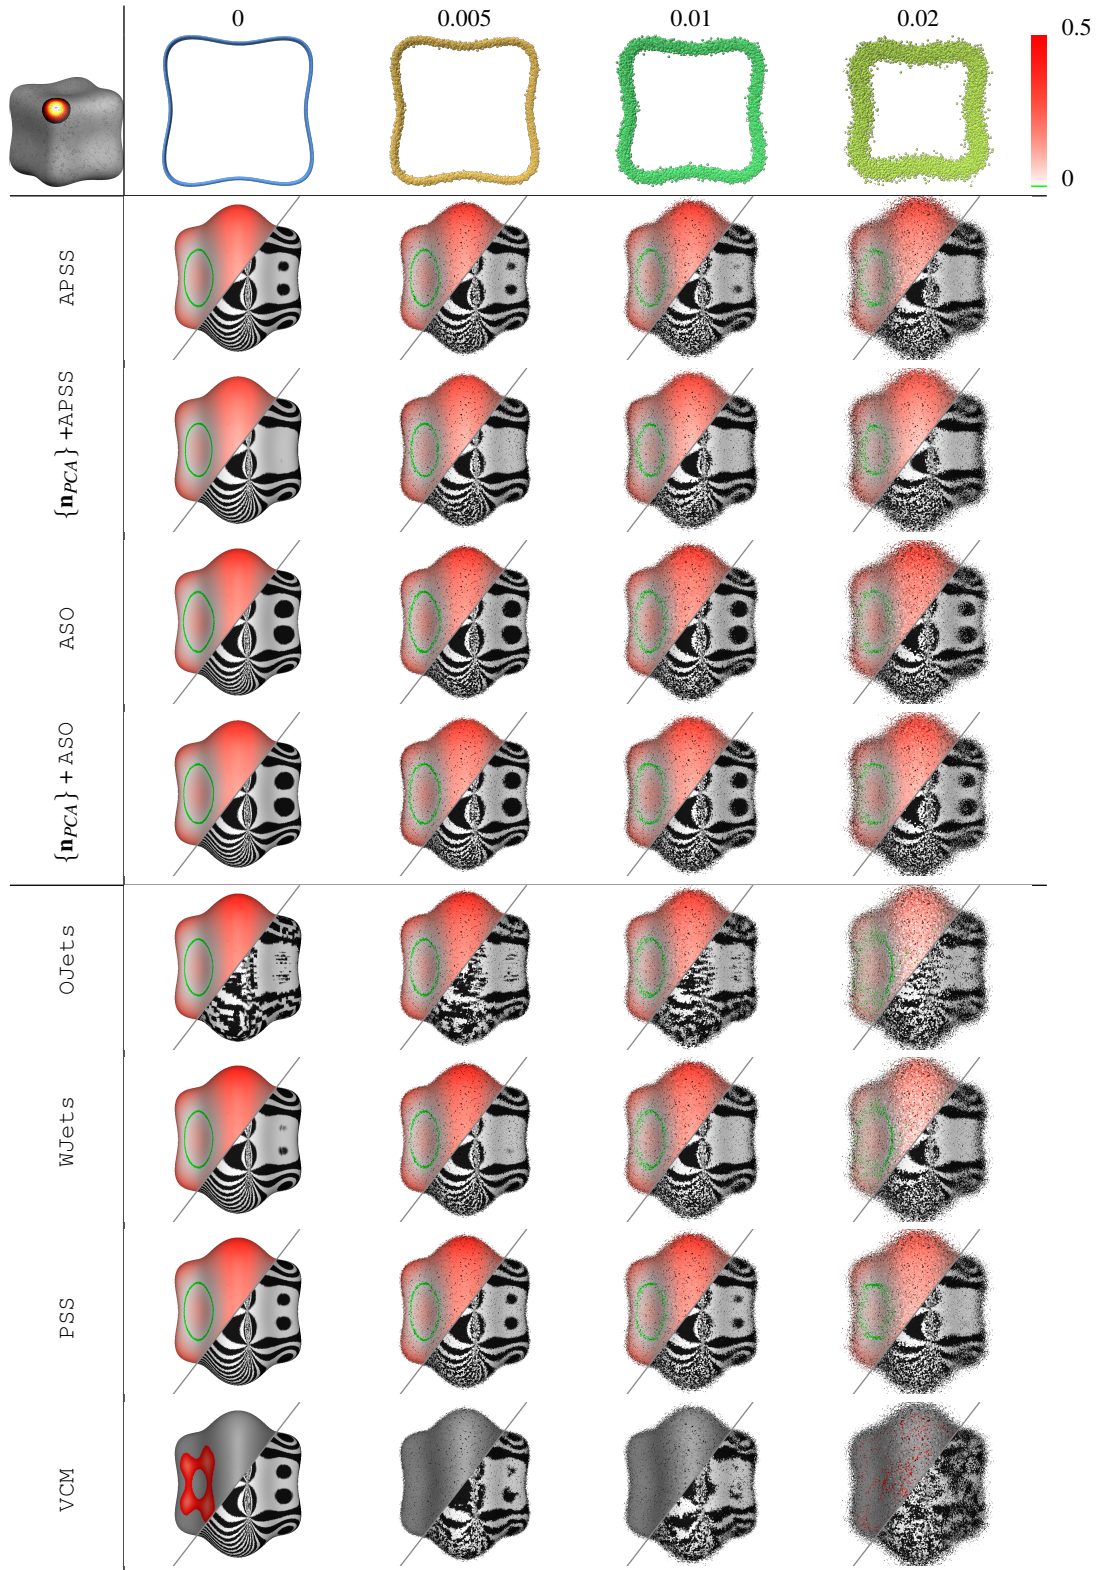 0 0.005 0.01 0.02
0.5
0
APSS
{n_PCA} +APSS
ASO
{n_PCA} + ASO
OJets
WJets
PSS
VCM